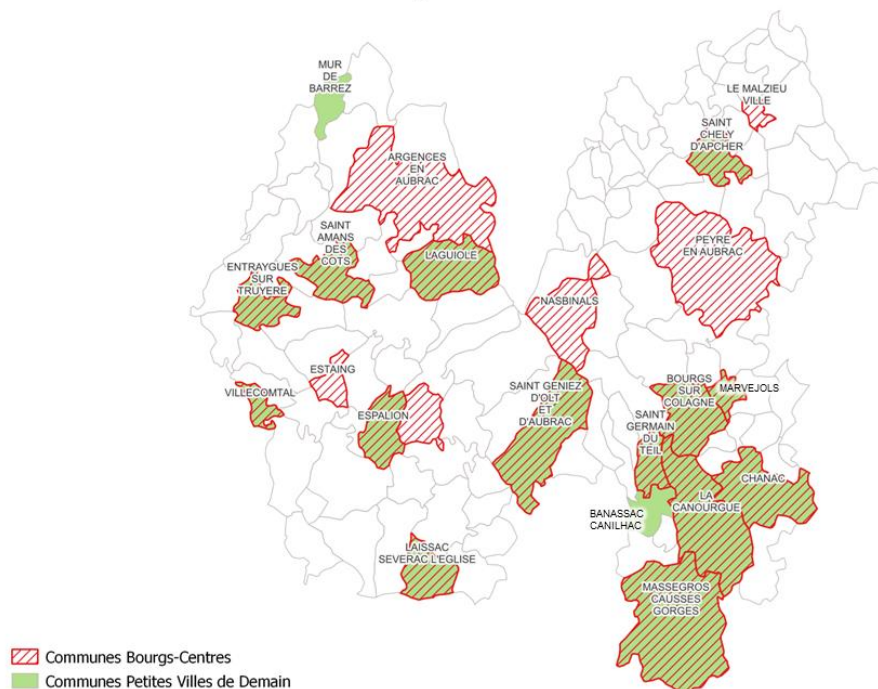 MUR
DE
BARREZ
LE MALZIEU
VILLE
SAINT
CHELY
D'APCHER
ARGENCES
EN
AUBRAC
SAINT
AMANS
DES
COTS
LAGUIOLE
PEYRE
EN AUBRAC
ENTRAYGUES
SUR
TRUYERE
NASBINALS
ESTAING
VILLECOMTAL
ESPALION
SAINT GENIEZ
D'OLT
ET
D'AUBRAC
BOURGS
SUR
COLAGNE
MARVEJOLS
SAINT
GERMAIN
DU
TEIL
CHANAC
LA
CANOURGUE
BANASSAC
CANILHAC
LAISSAC
SEVERAC L'EGLISE
MASSEGROS
CAUSSES
GORGES
Communes Bourgs-Centres
Communes Petites Villes de Demain